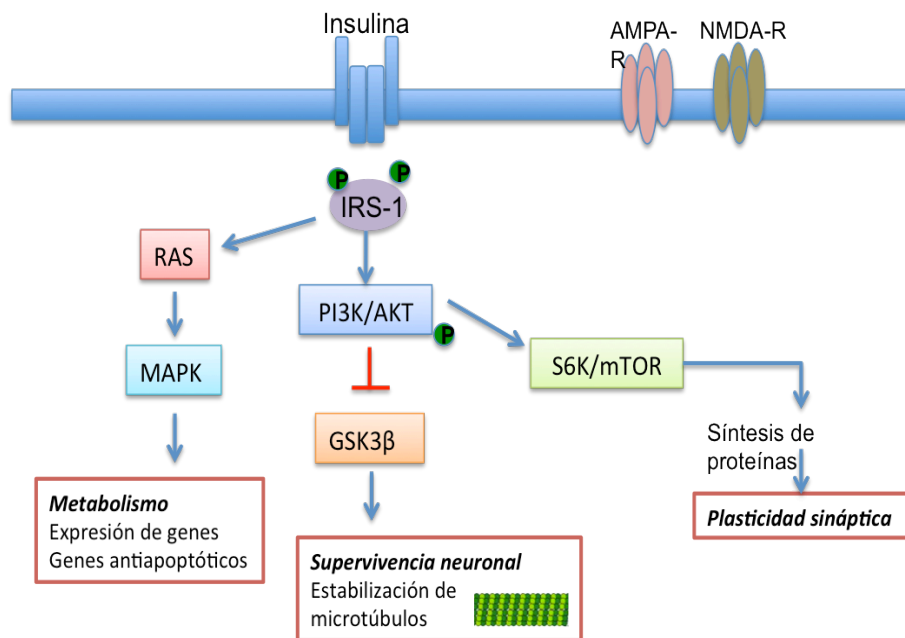 Insulina
AMPA-
R
NMDA-R
P
P
IRS-1
RAS
PI3K/AKT
P
MAPK
S6K/mTOR
GSK3β
Síntesis de
proteínas
Metabolismo
Expresión de genes
Genes antiapoptóticos
Supervivencia neuronal
Estabilización de
microtúbulos
Plasticidad sináptica